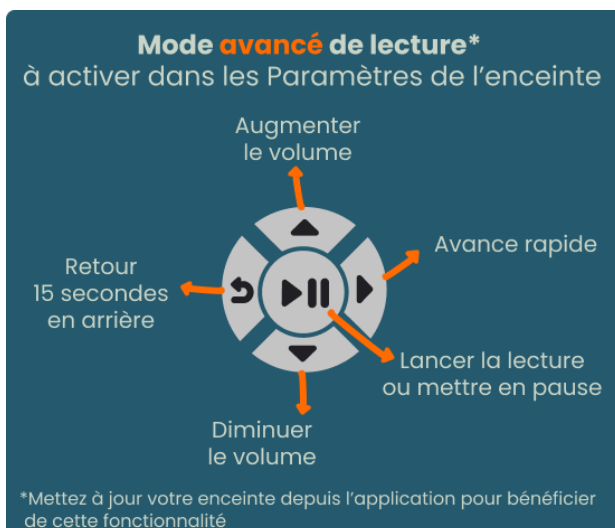 Mode avancé de lecture*
à activer dans les Paramètres de l'enceinte
Augmenter
le volume
Avance rapide
Retour
15 secondes
en arrière
Lancer la lecture
ou mettre en pause
Diminuer
le volume
*Mettez à jour votre enceinte depuis l'application pour bénéficier
de cette fonctionnalité